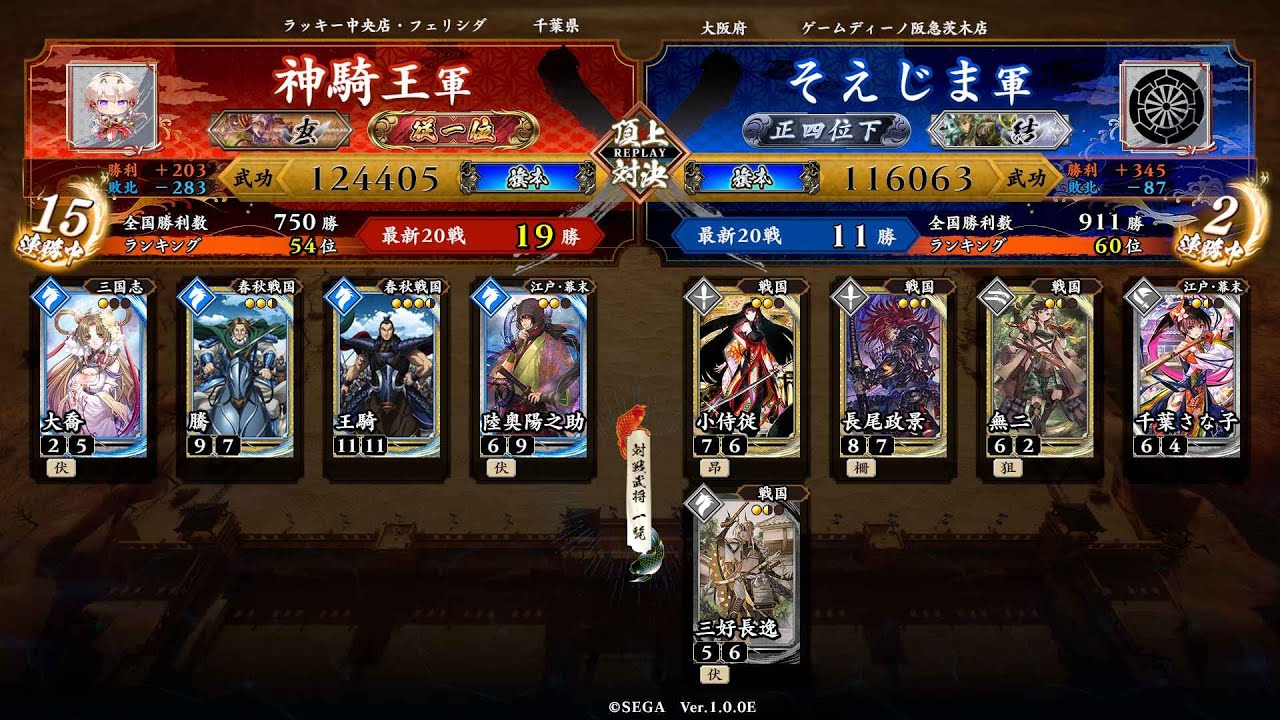 ラッキー中央店・フェリシダ 千葉県
大阪府 ゲームディーノ阪急茨木店
神騎王軍
そえじま軍
玄 従一位
正四位下 結
頂上
REPLAY
対決
勝利 +203
敗北 -283
武功 124405 旗本
旗本 116063 武功
勝利 +345
敗北 -87
15
連勝中
全国勝利数 750勝
ランキング 54位
最新20戦 19勝
最新20戦 11勝
全国勝利数 911勝
ランキング 60位
2
連勝中
三国志
大喬
2 5
伏
春秋戦国
勝
9 7
春秋戦国
王騎
11 11
江戸・幕末
陸奥陽之助
6 9
伏
対戦武将一覧
戦国
小侍従
7 6
昂
戦国
長尾政景
8 7
柵
戦国
無二
6 2
狙
江戸・幕末
千葉さな子
6 4
戦国
三好長逸
5 6
伏
©SEGA Ver.1.0.0E